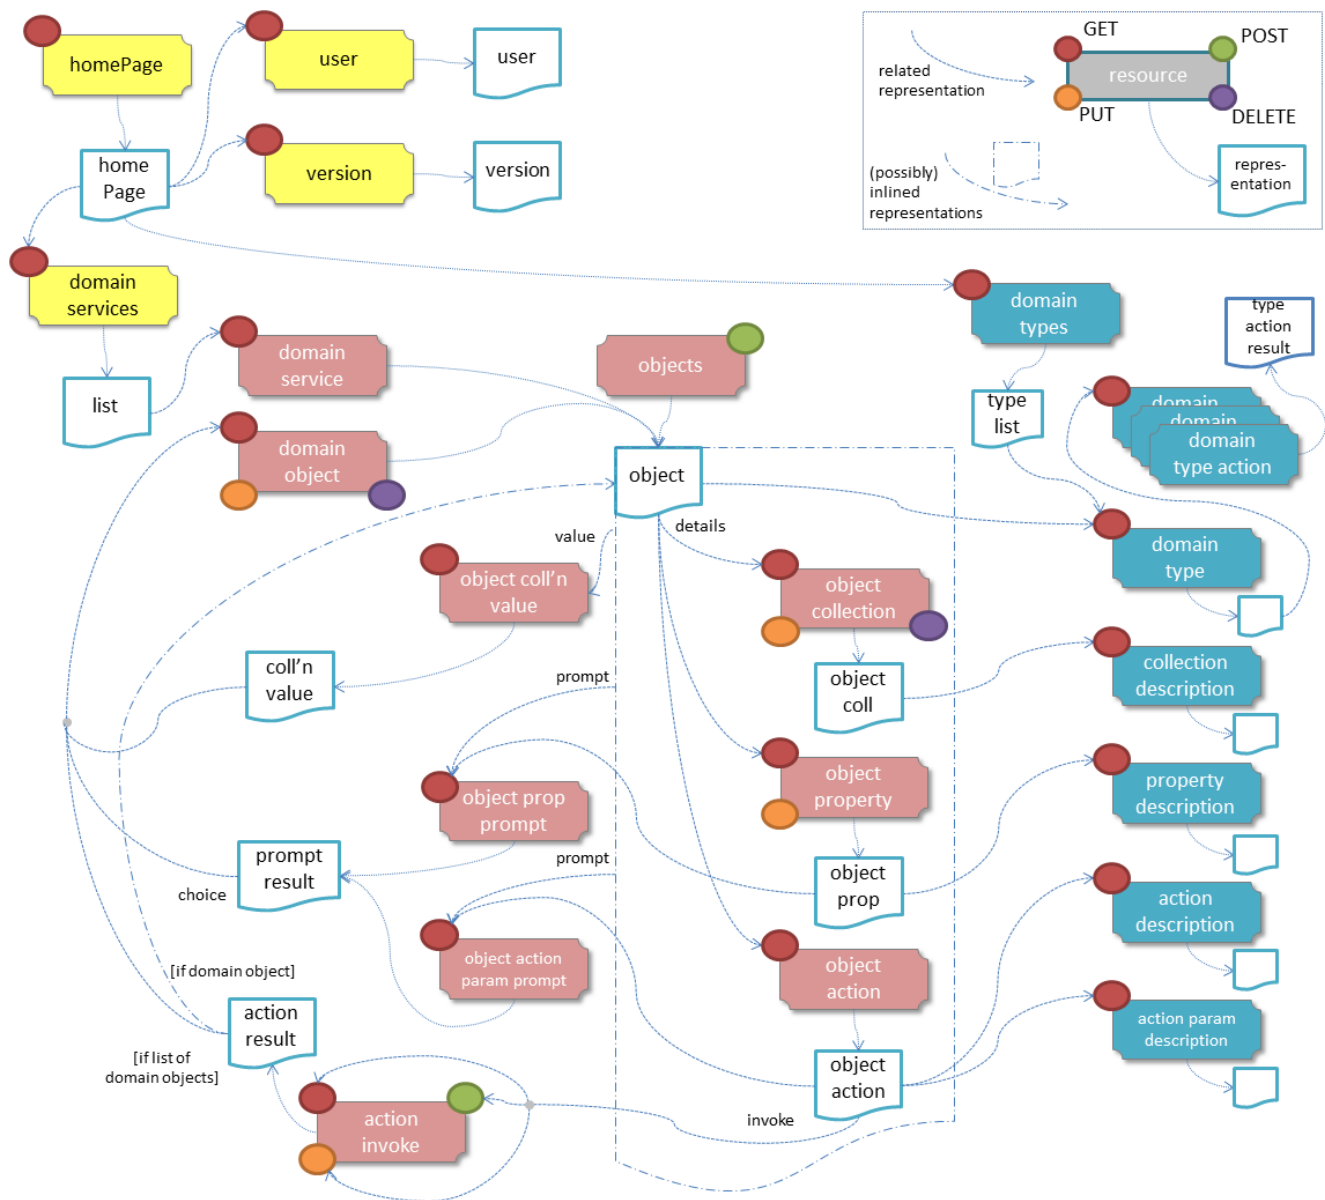 homePage
user
user
home
Page
version
version
GET
POST
related
representation
resource
PUT
DELETE
(possibly)
inlined
representations
repres-
entation
domain
services
domain
types
type
action
result
list
domain
service
objects
type
list
domain
domain
domain
type action
domain
object
object
value
details
domain
type
object coll'n
value
object
collection
coll'n
value
prompt
object
coll
collection
description
object prop
prompt
object
property
property
description
prompt
result
choice
prompt
object
prop
action
description
object action
param prompt
object
action
[if domain object]
action
result
[if list of
domain objects]
action param
description
object
action
invoke
action
invoke